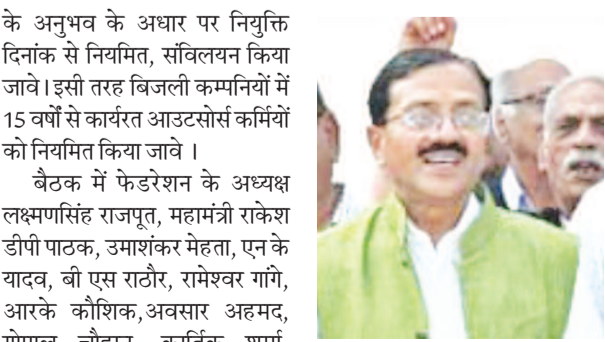 के अनुभव के अधार पर नियुक्ति
दिनांक से नियमित, संविलयन किया
जावे। इसी तरह बिजली कम्पनियों में
15 वर्षों से कार्यरत आउटसोर्स कर्मियों
को नियमित किया जावे ।
बैठक में फेडरेशन के अध्यक्ष
लक्ष्मणसिंह राजपूत, महामंत्री राकेश
डीपी पाठक, उमाशंकर मेहता, एन के
यादव, बी एस राठौर, रामेश्वर गांगे,
आरके कौशिक,अवसार अहमद,